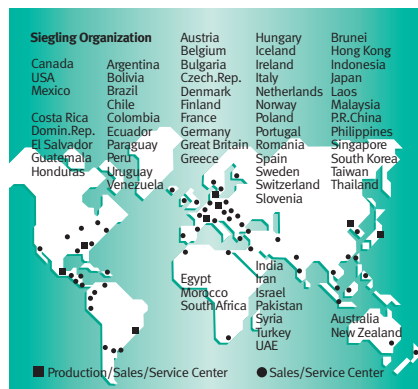 Siegling Organization
Canada
USA
Mexico
Costa Rica
Domin.Rep.
El Salvador
Guatemala
Honduras
Argentina
Bolivia
Brazil
Chile
Colombia
Ecuador
Paraguay
Peru
Uruguay
Venezuela
Austria
Belgium
Bulgaria
Czech.Rep.
Denmark
Finland
France
Germany
Great Britain
Greece
Hungary
Iceland
Ireland
Italy
Netherlands
Norway
Poland
Portugal
Romania
Spain
Sweden
Switzerland
Slovenia
Brunei
Hong Kong
Indonesia
Japan
Laos
Malaysia
P.R.China
Philippines
Singapore
South Korea
Taiwan
Thailand
Egypt
Morocco
South Africa
India
Iran
Israel
Pakistan
Syria
Turkey
UAE
Australia
New Zealand
Production/Sales/Service Center
Sales/Service Center